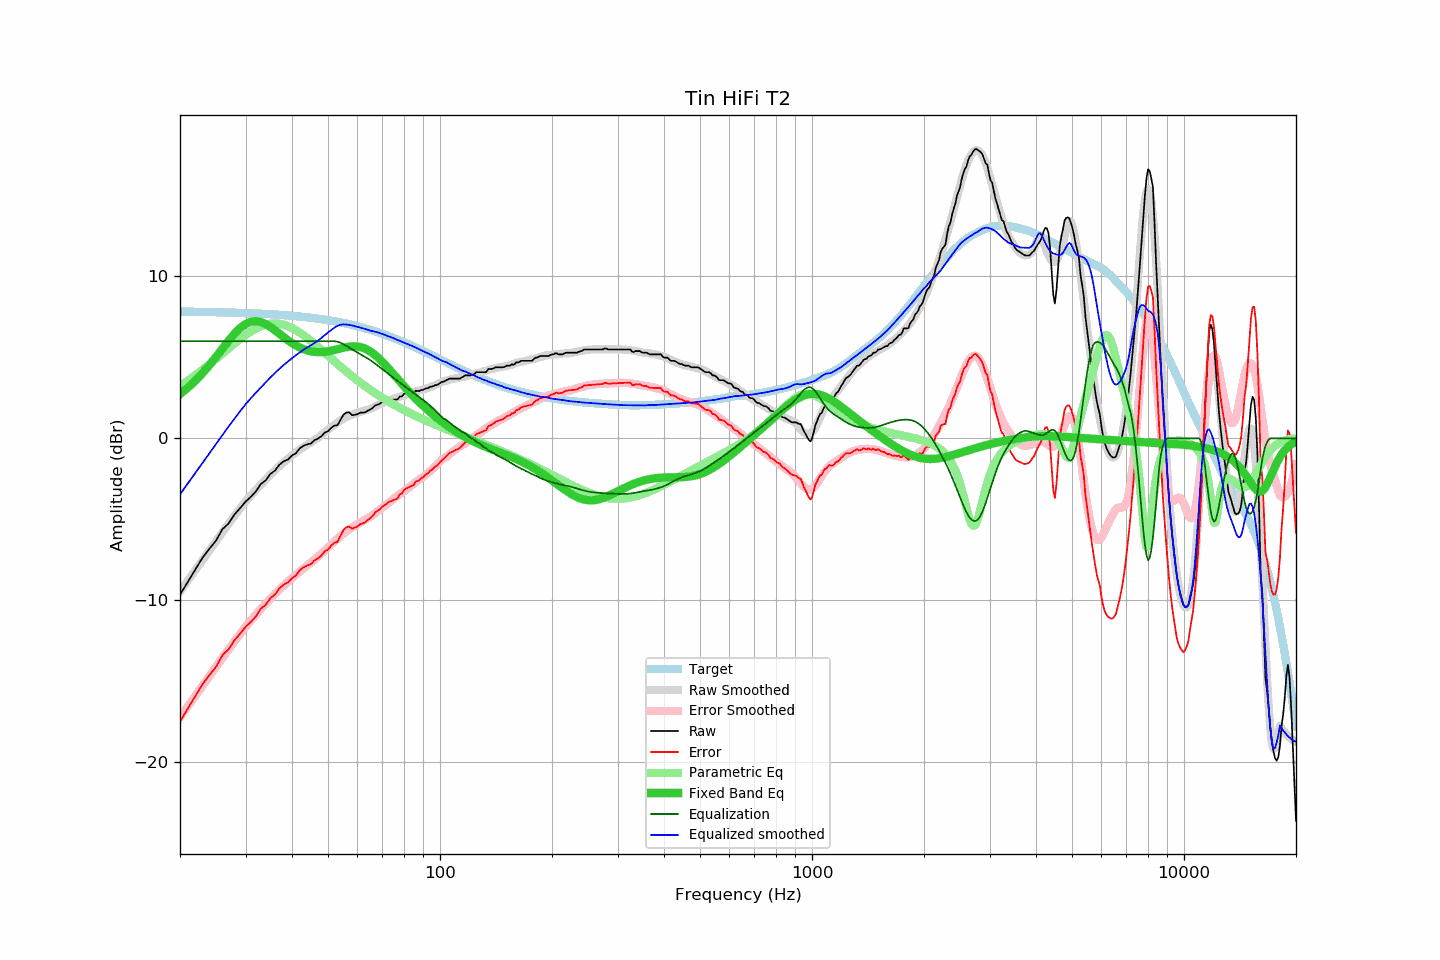 Tin HiFi T2
Amplitude (dBr)
10
0
−10
−20
100
1000
10000
Frequency (Hz)
Target
Raw Smoothed
Error Smoothed
Raw
Error
Parametric Eq
Fixed Band Eq
Equalization
Equalized smoothed